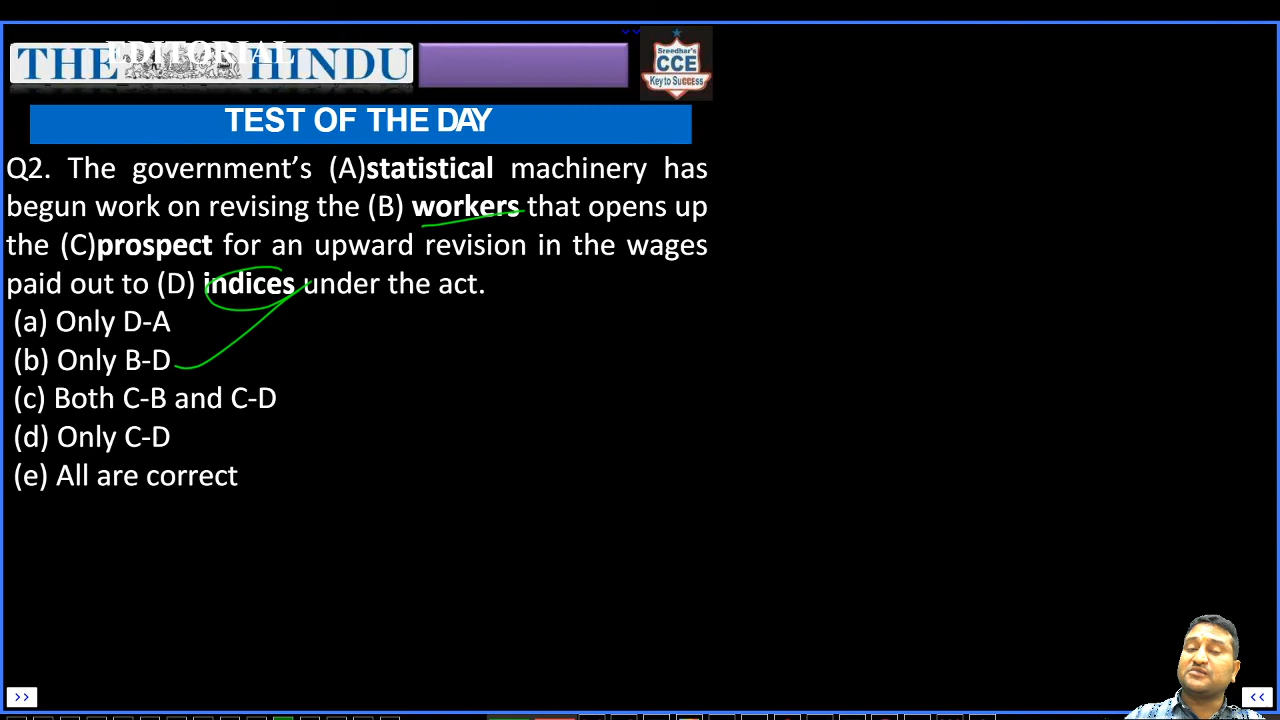 EDITORIAL
THE HINDU
Sreedhar's
CCE
Key to Success
TEST OF THE DAY
Q2. The government’s (A)statistical machinery has
begun work on revising the (B) workers that opens up
the (C)prospect for an upward revision in the wages
paid out to (D) indices under the act.
(a) Only D-A
(b) Only B-D
(c) Both C-B and C-D
(d) Only C-D
(e) All are correct
>>
<<